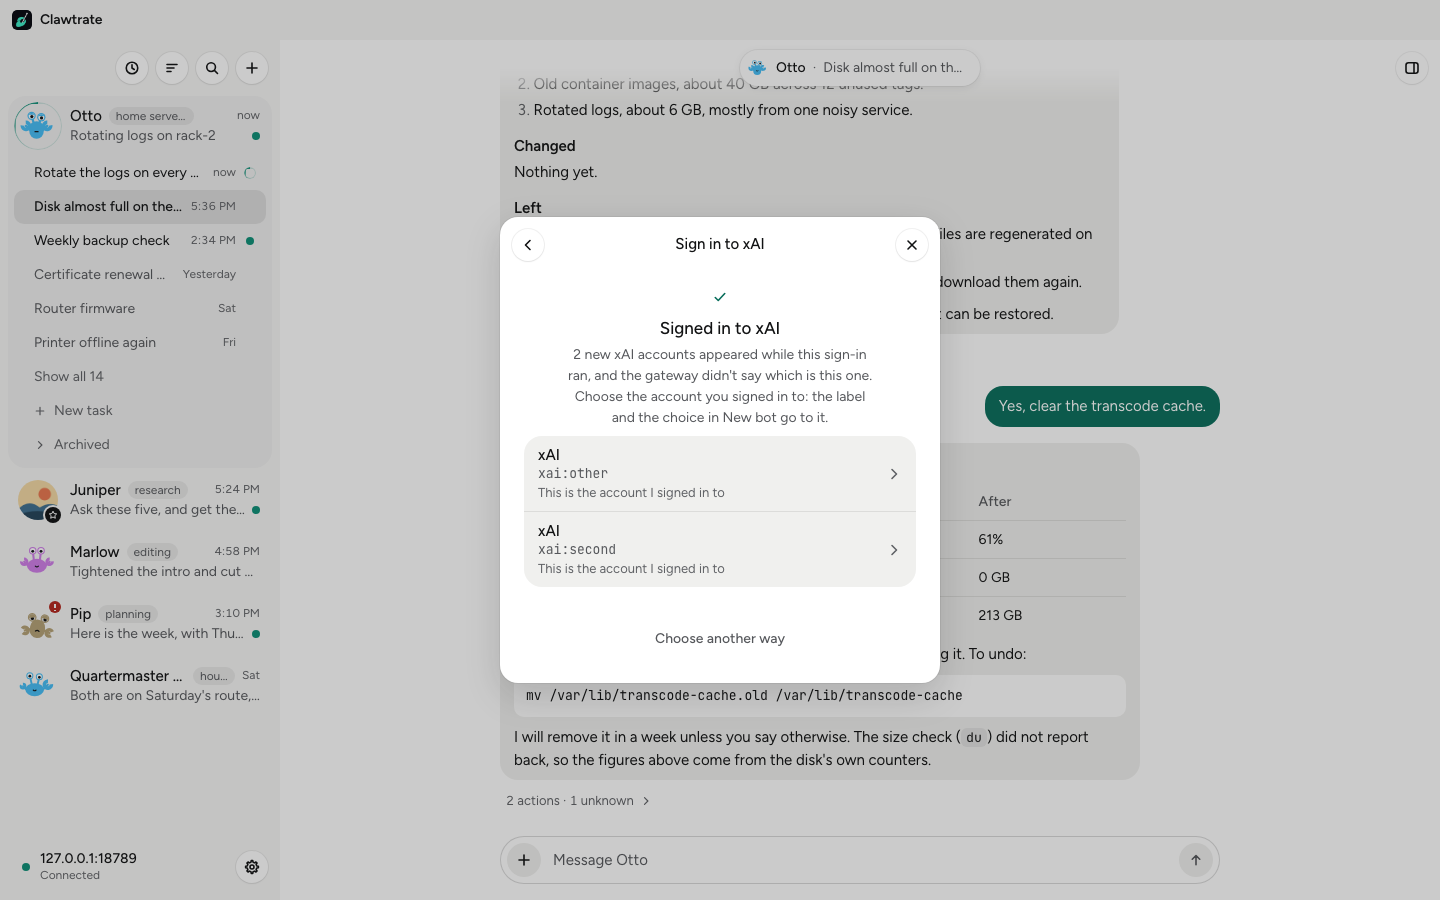 Clawtrate
Otto
home serve...
now
Rotating logs on rack-2
Rotate the logs on every ...
now
Disk almost full on the...
5:36 PM
Weekly backup check
2:34 PM
Certificate renewal ...
Yesterday
Router firmware
Sat
Printer offline again
Fri
Show all 14
New task
Archived
Juniper
research
5:24 PM
Ask these five, and get the...
Marlow
editing
4:58 PM
Tightened the intro and cut ...
Pip
planning
3:10 PM
Here is the week, with Thu...
Quartermaster ...
hou...
Sat
Both are on Saturday's route,...
127.0.0.1:18789
Connected
Otto · Disk almost full on th...
2. Old container images, about 40 GB across 12 unused tags.
3. Rotated logs, about 6 GB, mostly from one noisy service.
Changed
Nothing yet.
Left
files are regenerated on
download them again.
can be restored.
Yes, clear the transcode cache.
After
61%
0 GB
213 GB
g it. To undo:
mv /var/lib/transcode-cache.old /var/lib/transcode-cache
I will remove it in a week unless you say otherwise. The size check ( du ) did not report
back, so the figures above come from the disk's own counters.
2 actions · 1 unknown
Message Otto
Sign in to xAI
Signed in to xAI
2 new xAI accounts appeared while this sign-in
ran, and the gateway didn't say which is this one.
Choose the account you signed in to: the label
and the choice in New bot go to it.
xAI
xai:other
This is the account I signed in to
xAI
xai:second
This is the account I signed in to
Choose another way